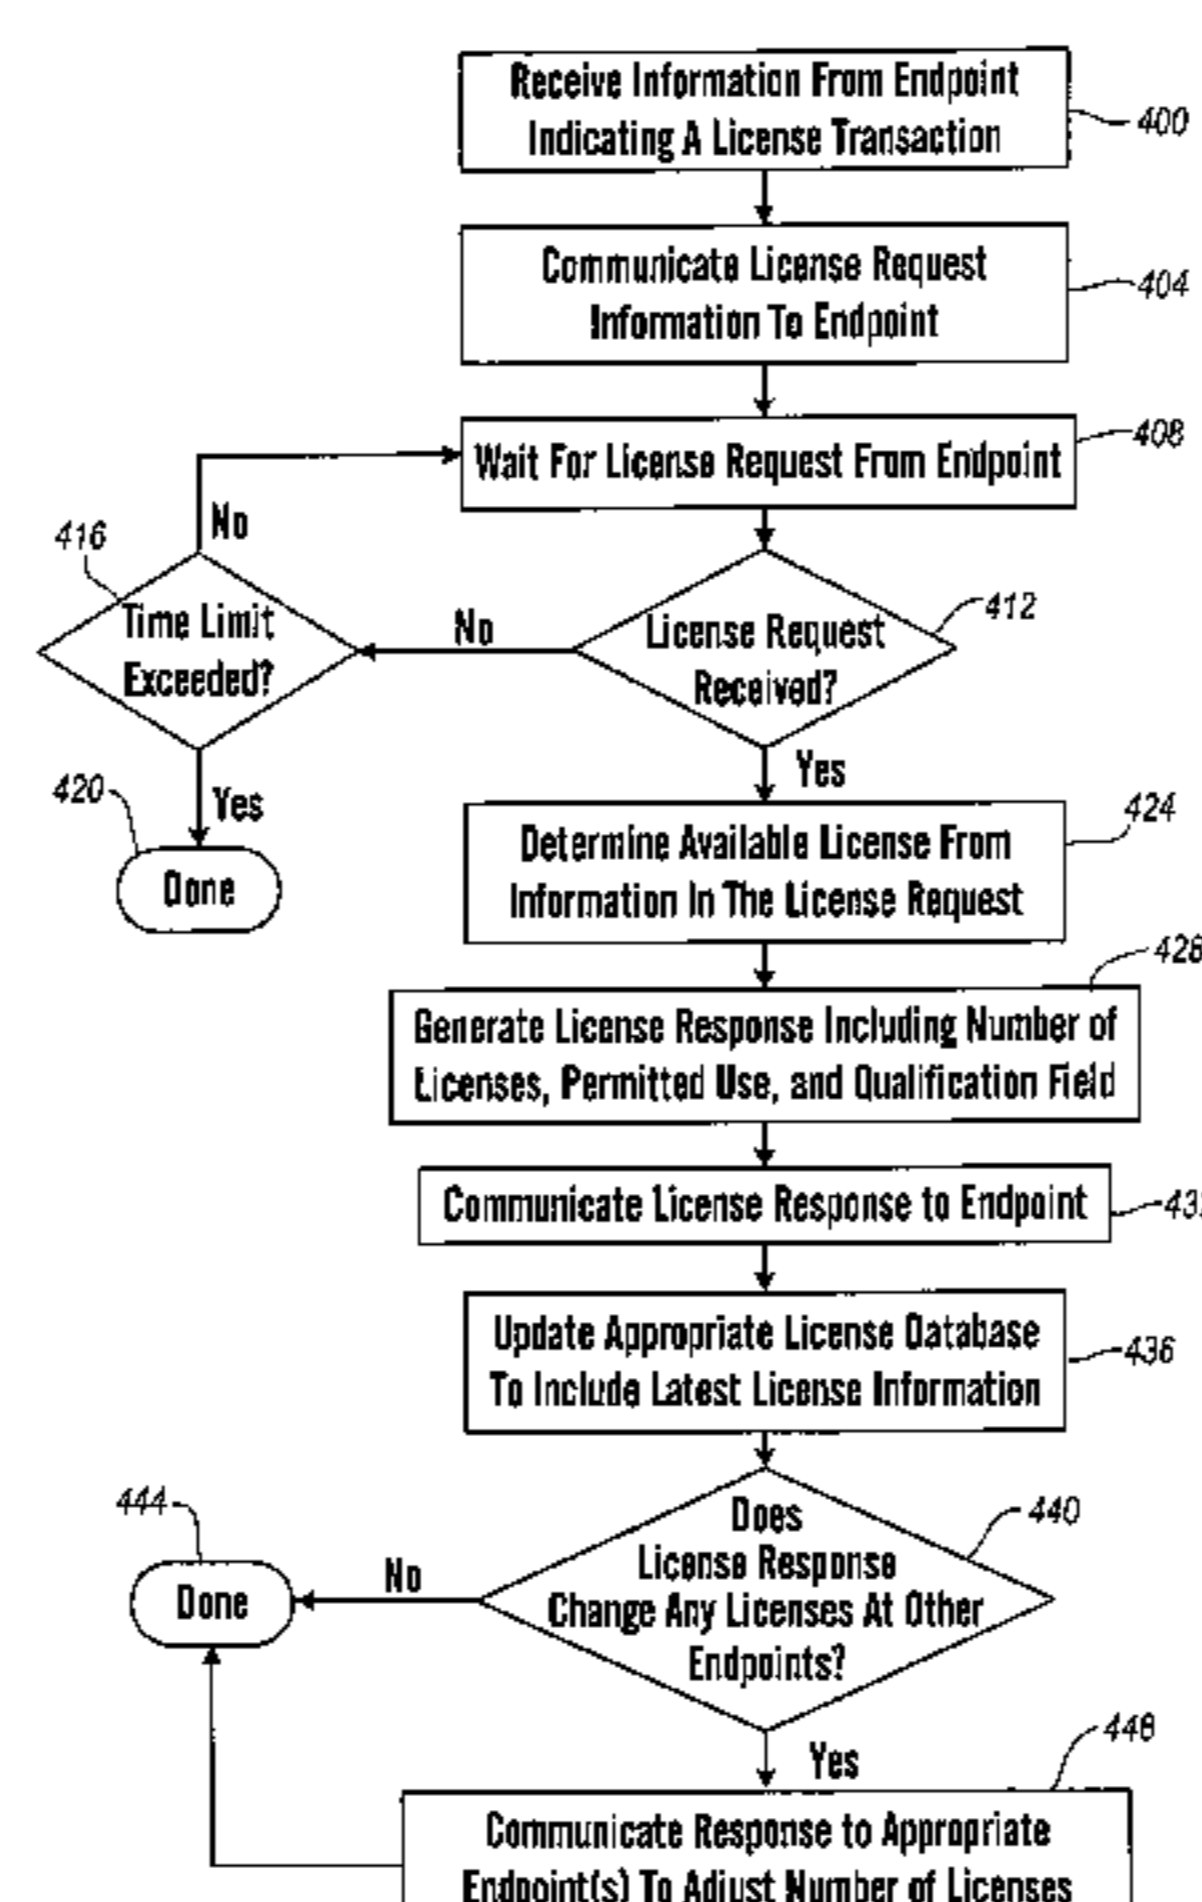 Receive Information From Endpoint
Indicating A License Transaction
400
Communicate License Request
Information To Endpoint
404
Wait For License Request From Endpoint
408
No
416
Time Limit
Exceeded?
No
License Request
Received?
412
Yes
420
Yes
Done
Determine Available License From
Information In The License Request
424
428
Generate License Response Including Number of
Licenses, Permitted Use, and Qualification Field
Communicate License Response to Endpoint
Update Appropriate License Database
To Include Latest License Information
436
444
Done
No
Does
License Response
Change Any Licenses At Other
Endpoints?
440
Yes
448
Communicate Response to Appropriate
Endpoint(s) To Adjust Number of Licenses